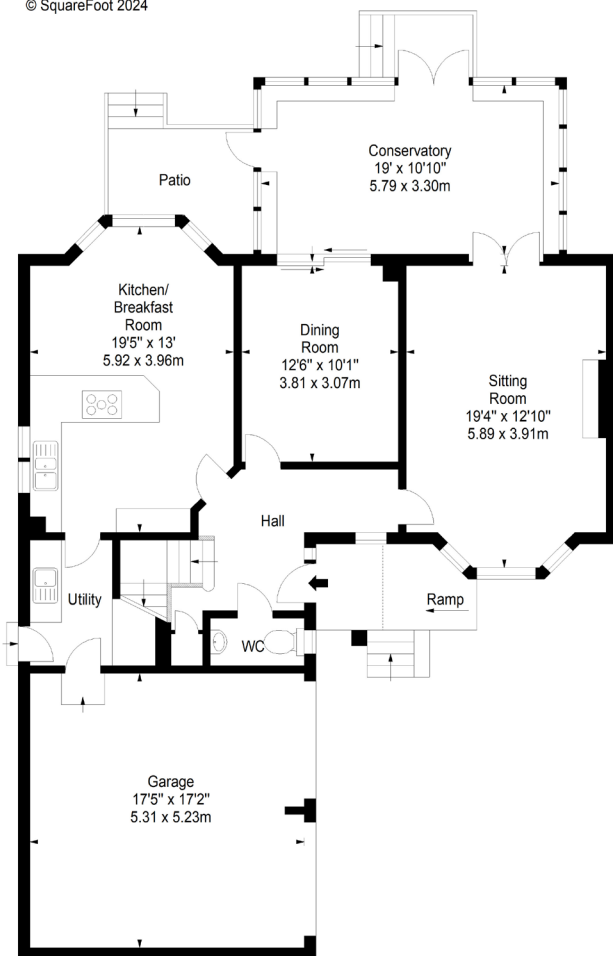 © SquareFoot 2024
Conservatory
19' x 10'10"
5.79 x 3.30m
Patio
Kitchen/
Breakfast
Room
19'5" x 13'
5.92 x 3.96m
Dining
Room
12'6" x 10'1"
3.81 x 3.07m
Sitting
Room
19'4" x 12'10"
5.89 x 3.91m
Hall
Utility
Ramp
WC
Garage
17'5" x 17'2"
5.31 x 5.23m